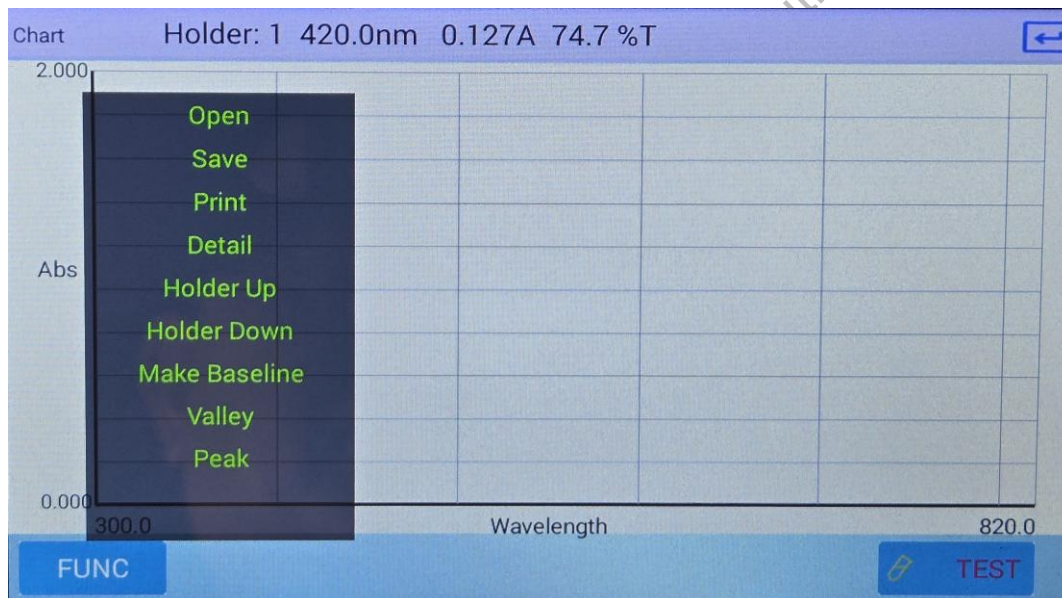 Chart Holder: 1 420.0nm 0.127A 74.7 %T
2.000
Open
Save
Print
Detail
Abs
Holder Up
Holder Down
Make Baseline
Valley
Peak
0.000
300.0 Wavelength 820.0
FUNC TEST